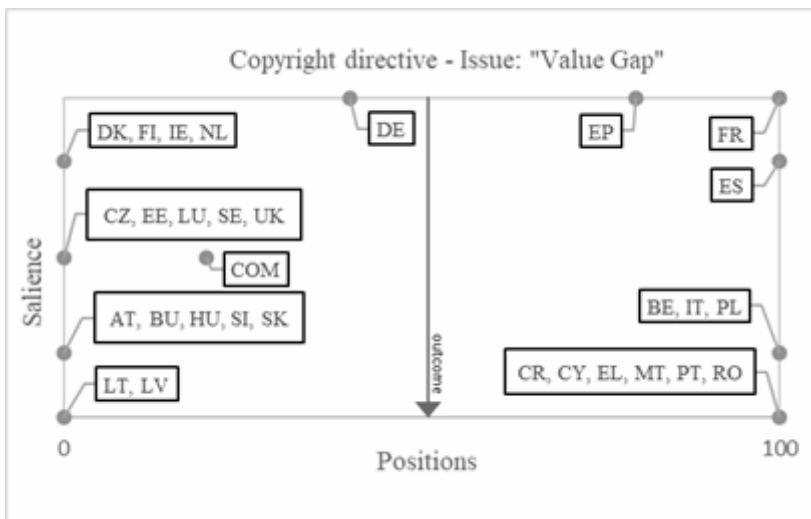 Copyright directive - Issue: "Value Gap"
DK, FI, IE, NL
DE
EP
FR
ES
CZ, EE, LU, SE, UK
COM
AT, BU, HU, SI, SK
BE, IT, PL
LT, LV
CR, CY, EL, MT, PT, RO
outcome
Salience
0
Positions
100